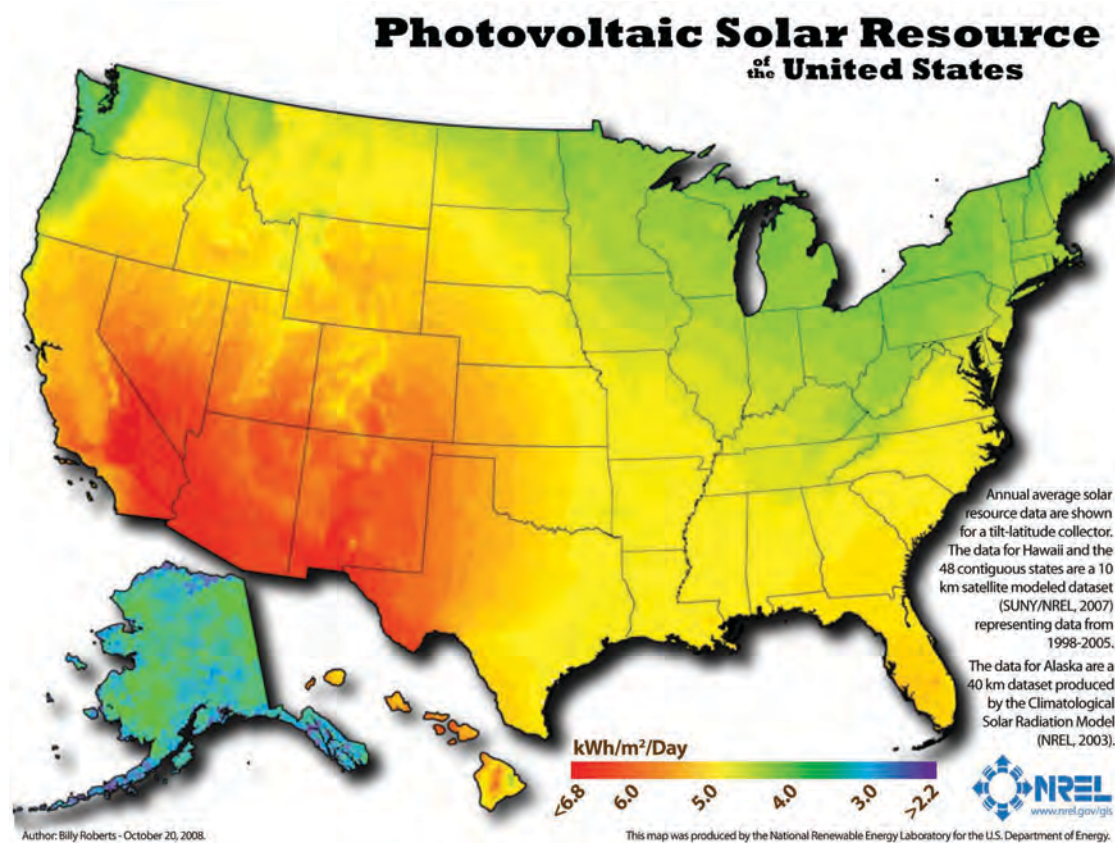 Photovoltaic Solar Resource
of the United States
Annual average solar
resource data are shown
for a tilt-latitude collector.
The data for Hawaii and the
48 contiguous states are a 10
km satellite modeled dataset
(SUNY/NREL, 2007)
representing data from
1998-2005.
The data for Alaska are a
40 km dataset produced
by the Climatological
Solar Radiation Model
(NREL, 2003).
kWh/m²/Day
<6.8 6.0 5.0 4.0 3.0 >2.2
NREL
www.nrel.gov/gis
Author: Billy Roberts - October 20, 2008.
This map was produced by the National Renewable Energy Laboratory for the U.S. Department of Energy.